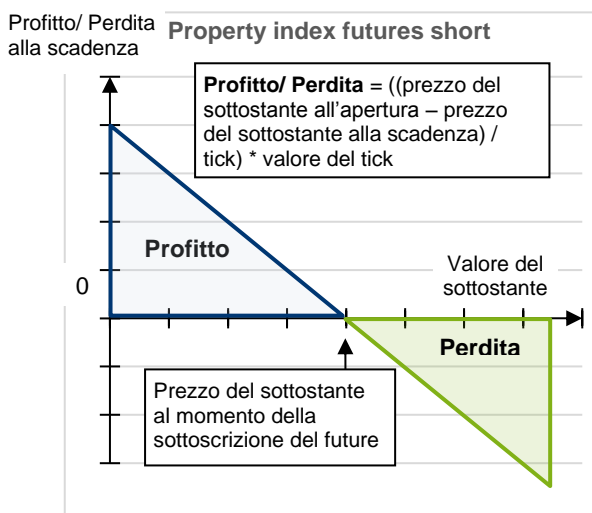 Profitto/ Perdita
alla scadenza
Property index futures short
Profitto/ Perdita = ((prezzo del
sottostante all'apertura – prezzo
del sottostante alla scadenza) /
tick) * valore del tick
Profitto
Valore del
sottostante
0
Perdita
Prezzo del sottostante
al momento della
sottoscrizione del future